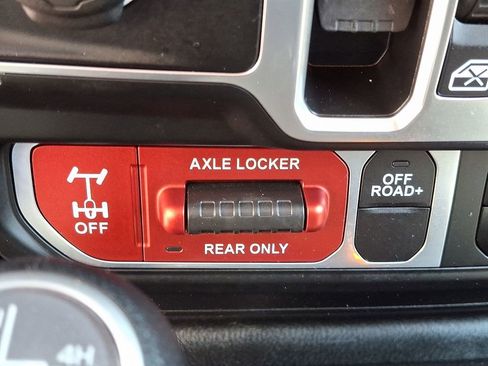 AXLE LOCKER
OFF
REAR ONLY
OFF
ROAD+
4H